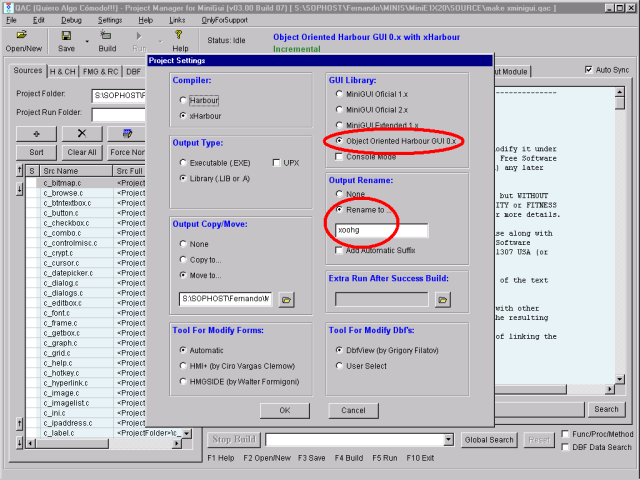 QAC (Quiero Algo Cómodo!!!) - Project Manager for MiniGui [v03.00 Build 07] [ S:\SOPHOST\Fernando\MINIS\MiniE1X20\SOURCE\make xminigui.qac ]
File Edit Debug Settings Help Links OnlyForSupport
Open/New Save Build Run Help
Status: Idle
Object Oriented Harbour GUI 0.x with xHarbour
Incremental
Sources H & CH FMG & RC DBF
ut Module
Auto Sync
Project Folder: S:\SOP
Project Run Folder:
Sort Clear All Force Non
S Src Name Src Full
c_bitmap.c <Project
c_browse.c <Project
c_btntextbox.c <Project
c_button.c <Project
c_checkbox.c <Project
c_combo.c <Project
c_controlmisc.c <Project
c_crypt.c <Project
c_cursor.c <Project
c_datepicker.c <Project
c_dialog.c <Project
c_dialogs.c <Project
c_editbox.c <Project
c_font.c <Project
c_frame.c <Project
c_getbox.c <Project
c_graph.c <Project
c_grid.c <Project
c_help.c <Project
c_hotkey.c <Project
c_hyperlink.c <Project
c_image.c <Project
c_imagelist.c <Project
c_ini.c <Project
c_ipaddress.c <Project
c_label.c <ProjectFolder>\c_
Project Settings
Compiler:
Harbour
xHarbour
Output Type:
Executable (.EXE) UPX
Library (.LIB or .A)
Output Copy/Move:
None
Copy to...
Move to...
S:\SOPHOST\Fernando\M
Tool For Modify Forms:
Automatic
HMI+ (by Ciro Vargas Clemow)
HMGSIDE (by Walter Formigoni)
GUI Library:
MiniGUI Oficial 1.x
MiniGUI Oficial 2.x
MiniGUI Extended 1.x
Object Oriented Harbour GUI 0.x
Console Mode
Output Rename:
None
Rename to ...
xoohg
Add Automatic Suffix
Extra Run After Success Build:
Tool For Modify Dbf's:
DbfView (by Grigory Filatov)
User Select
OK Cancel
odify it under
Free Software
) any later
but WITHOUT
ITY or FITNESS
r more details.
se along with
Software
1307 USA (or
of the text
with other
he resulting
of linking the
Search
Stop Build
Global Search Reset
Func/Proc/Method
DBF Data Search
F1 Help F2 Open/New F3 Save F4 Build F5 Run F10 Exit